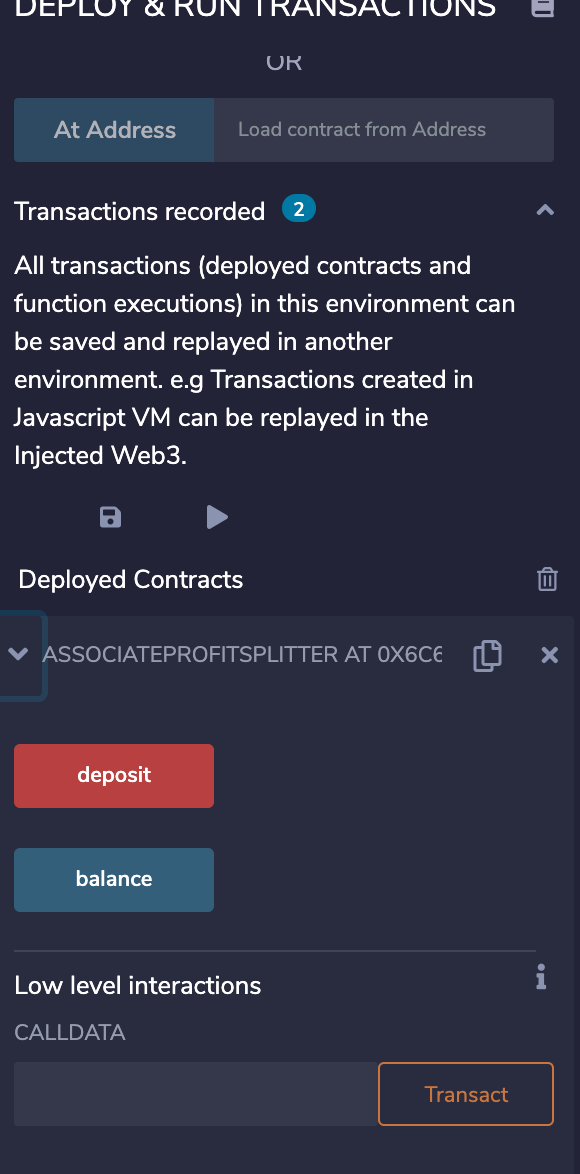 DEPLOY & RUN TRANSACTIONS
OR
At Address Load contract from Address
Transactions recorded 2
All transactions (deployed contracts and
function executions) in this environment can
be saved and replayed in another
environment. e.g Transactions created in
Javascript VM can be replayed in the
Injected Web3.
Deployed Contracts
ASSOCIATEPROFITSPLITTER AT 0X6C6
deposit
balance
Low level interactions
CALLDATA
Transact